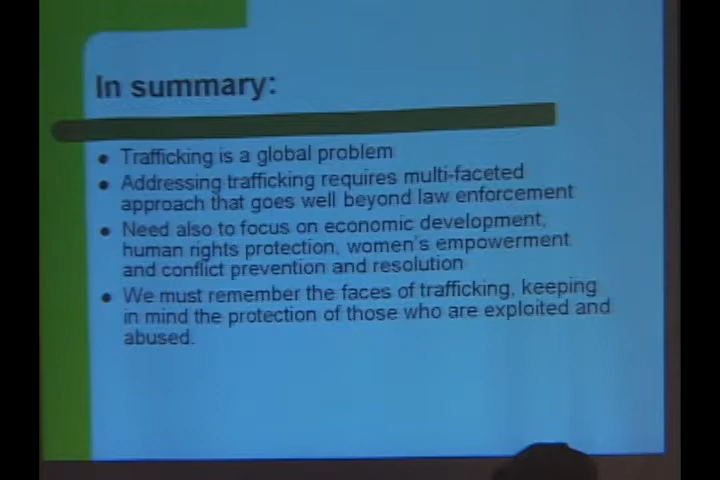 In summary:
• Trafficking is a global problem
• Addressing trafficking requires multi-faceted
approach that goes well beyond law enforcement
• Need also to focus on economic development,
human rights protection, women's empowerment
and conflict prevention and resolution
• We must remember the faces of trafficking, keeping
in mind the protection of those who are exploited and
abused.